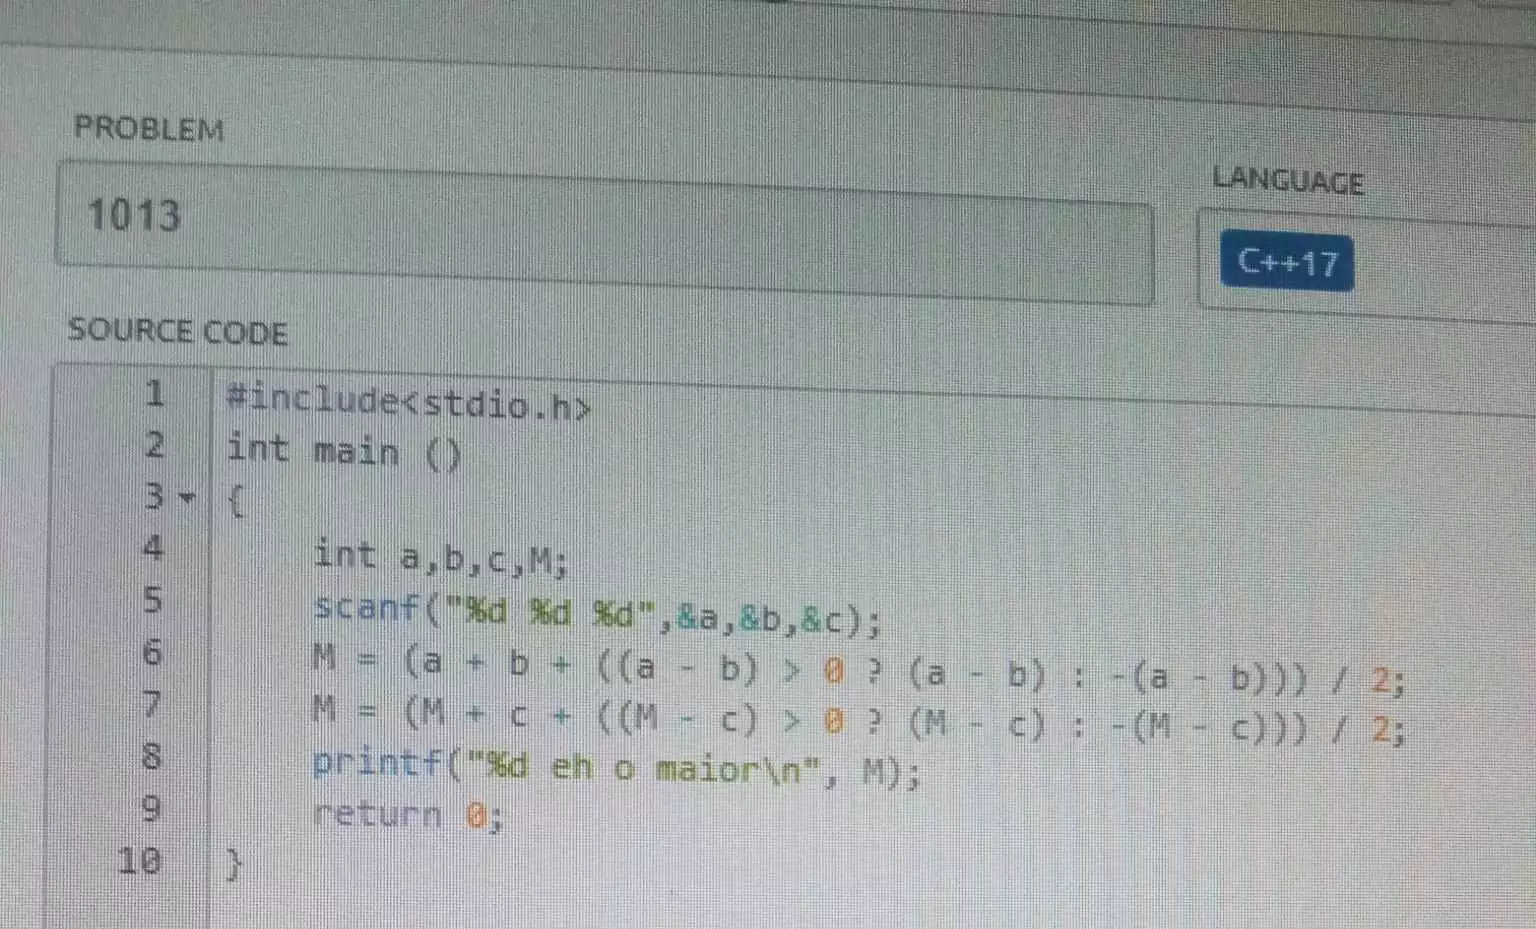 PROBLEM
LANGUAGE
1013
C++17
SOURCE CODE
1 #include<stdio.h>
2 int main ()
3 {
4 int a,b,c,M;
5 scanf("%d %d %d",&a,&b,&c);
6 M = (a + b + ((a - b) > 0 ? (a - b) : -(a - b))) / 2;
7 M = (M + c + ((M - c) > 0 ? (M - c) : -(M - c))) / 2;
8 printf("%d eh o maior\n", M);
9 return 0;
10 }